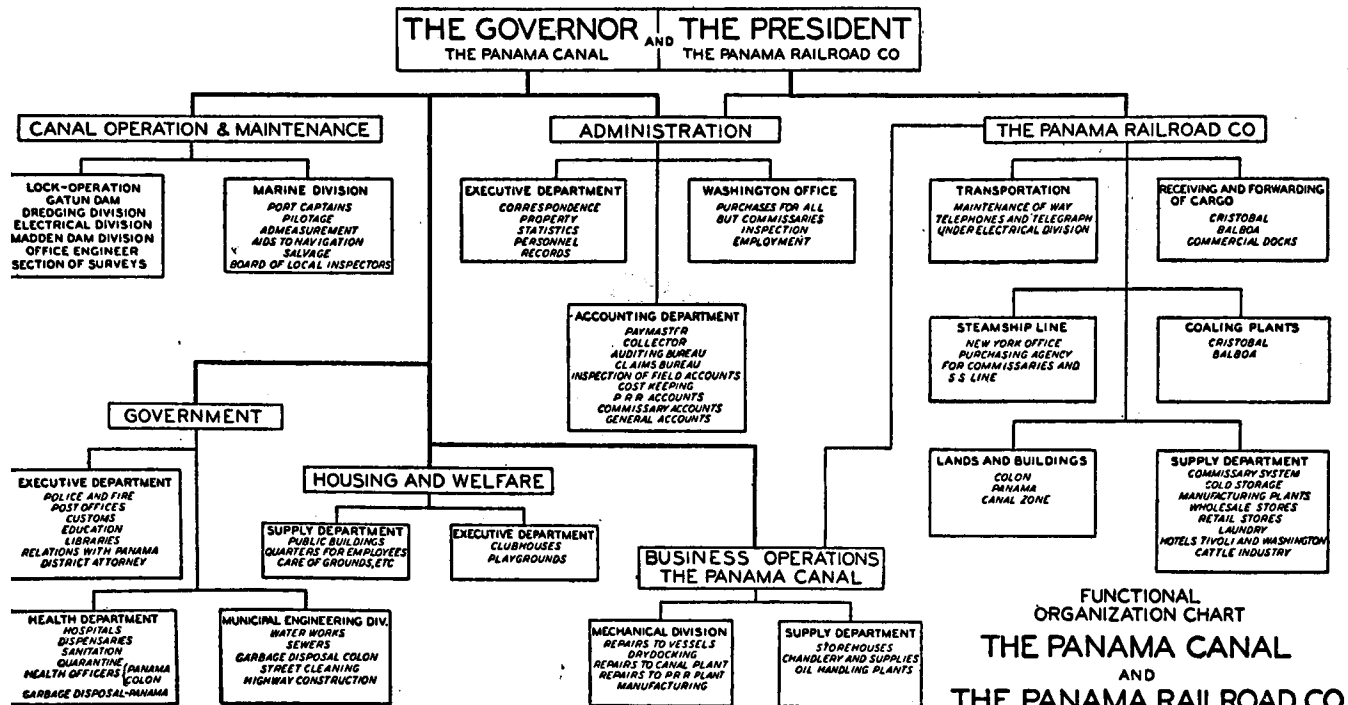 THE GOVERNOR AND THE PRESIDENT
THE PANAMA CANAL THE PANAMA RAILROAD CO
CANAL OPERATION & MAINTENANCE
ADMINISTRATION
THE PANAMA RAILROAD CO
LOCK-OPERATION
GATUN DAM
DREDGING DIVISION
ELECTRICAL DIVISION
MADDEN DAM DIVISION
OFFICE ENGINEER
SECTION OF SURVEYS
MARINE DIVISION
PORT CAPTAINS
PILOTAGE
ADMEASUREMENT
AIDS TO NAVIGATION
SALVAGE
BOARD OF LOCAL INSPECTORS
EXECUTIVE DEPARTMENT
CORRESPONDENCE
PROPERTY
STATISTICS
PERSONNEL
RECORDS
WASHINGTON OFFICE
PURCHASES FOR ALL
BUT COMMISSARIES
INSPECTION
EMPLOYMENT
TRANSPORTATION
MAINTENANCE OF WAY
TELEPHONES AND TELEGRAPH
UNDER ELECTRICAL DIVISION
RECEIVING AND FORWARDING
OF CARGO
CRISTOBAL
BALBOA
COMMERCIAL DOCKS
ACCOUNTING DEPARTMENT
PAYMASTER
COLLECTOR
AUDITING BUREAU
CLAIMS BUREAU
INSPECTION OF FIELD ACCOUNTS
COST KEEPING
P R R ACCOUNTS
COMMISSARY ACCOUNTS
GENERAL ACCOUNTS
STEAMSHIP LINE
NEW YORK OFFICE
PURCHASING AGENCY
FOR COMMISSARIES AND
S S LINE
COALING PLANTS
CRISTOBAL
BALBOA
GOVERNMENT
EXECUTIVE DEPARTMENT
POLICE AND FIRE
POST OFFICES
CUSTOMS
EDUCATION
LIBRARIES
RELATIONS WITH PANAMA
DISTRICT ATTORNEY
HOUSING AND WELFARE
SUPPLY DEPARTMENT
PUBLIC BUILDINGS
QUARTERS FOR EMPLOYEES
CARE OF GROUNDS, ETC
EXECUTIVE DEPARTMENT
CLUBHOUSES
PLAYGROUNDS
LANDS AND BUILDINGS
COLON
PANAMA
CANAL ZONE
SUPPLY DEPARTMENT
COMMISSARY SYSTEM
COLD STORAGE
MANUFACTURING PLANTS
WHOLESALE STORES
RETAIL STORES
LAUNDRY
HOTELS TIVOLI AND WASHINGTON
CATTLE INDUSTRY
BUSINESS OPERATIONS
THE PANAMA CANAL
HEALTH DEPARTMENT
HOSPITALS
DISPENSARIES
SANITATION
QUARANTINE
HEALTH OFFICERS { PANAMA
COLON
GARBAGE DISPOSAL-PANAMA
MUNICIPAL ENGINEERING DIV.
WATER WORKS
SEWERS
GARBAGE DISPOSAL COLON
STREET CLEANING
HIGHWAY CONSTRUCTION
MECHANICAL DIVISION
REPAIRS TO VESSELS
DRYDOCKING
REPAIRS TO CANAL PLANT
REPAIRS TO P R R PLANT
MANUFACTURING
SUPPLY DEPARTMENT
STOREHOUSES
CHANDLERY AND SUPPLIES
OIL HANDLING PLANTS
FUNCTIONAL
ORGANIZATION CHART
THE PANAMA CANAL
AND
THE PANAMA RAILROAD CO